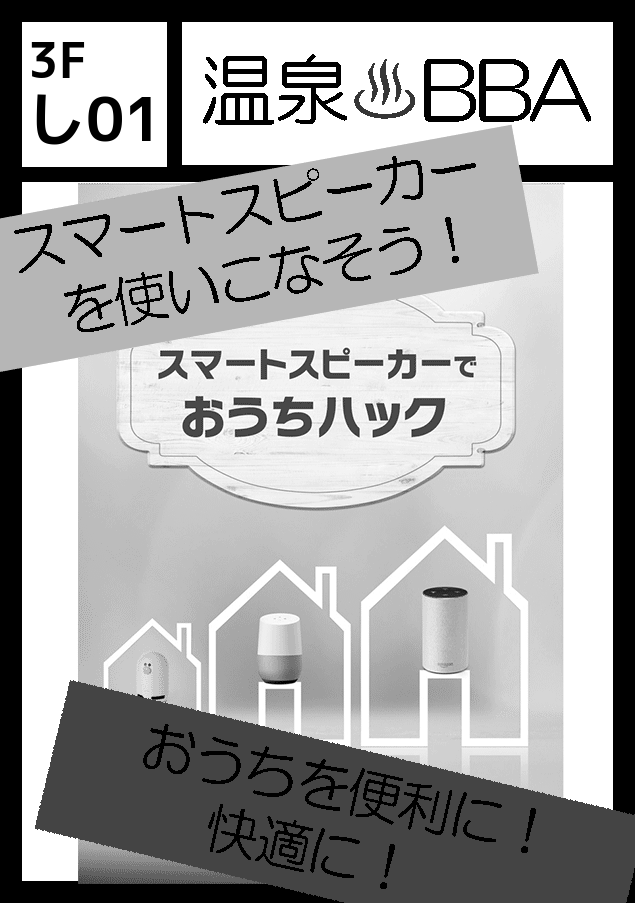 3F
し01
温泉♨BBA
スマートスピーカー
を使いこなそう！
スマートスピーカーで
おうちハック
おうちを便利に！
快適に！